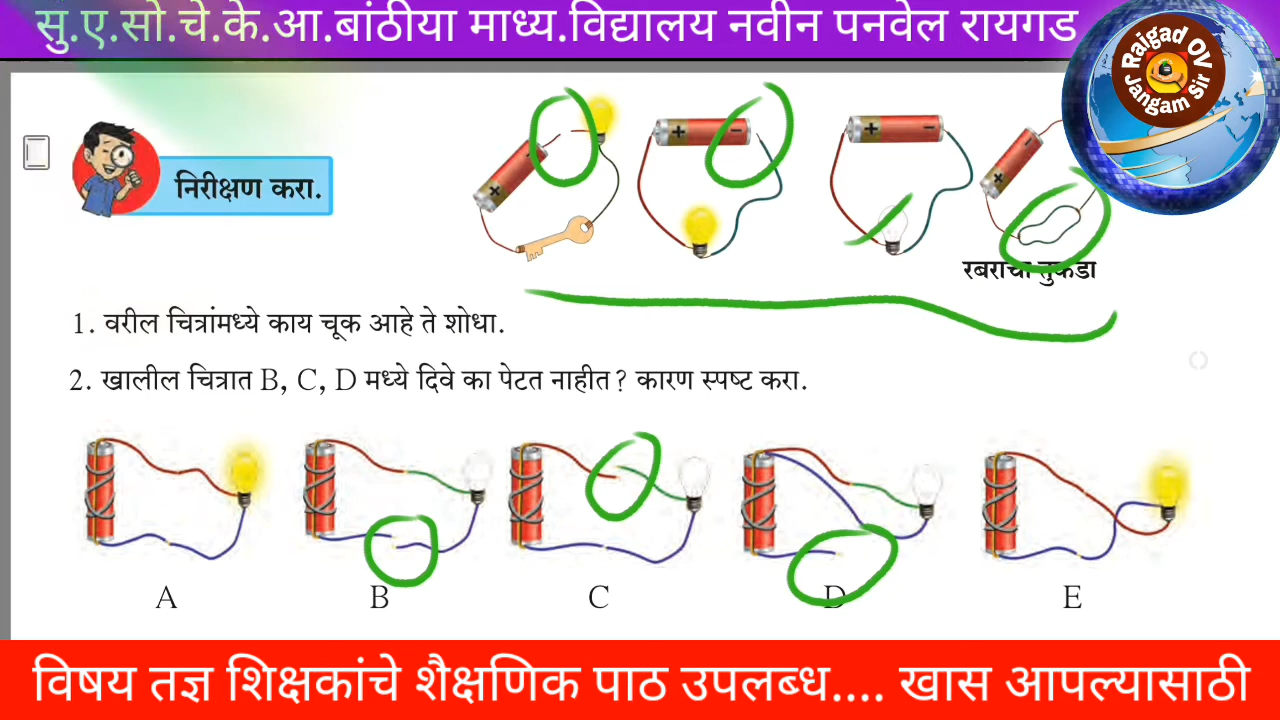 सु.ए.सो.चे.के.आ.बांठीया माध्य.विद्यालय नवीन पनवेल रायगड
Raigad OV
Jangam Sir
निरीक्षण करा.
+ -
+ -
+ -
+ -
रबराचा तुकडा
1. वरील चित्रांमध्ये काय चूक आहे ते शोधा.
2. खालील चित्रात B, C, D मध्ये दिवे का पेटत नाहीत? कारण स्पष्ट करा.
A B C D E
विषय तज्ञ शिक्षकांचे शैक्षणिक पाठ उपलब्ध.... खास आपल्यासाठी